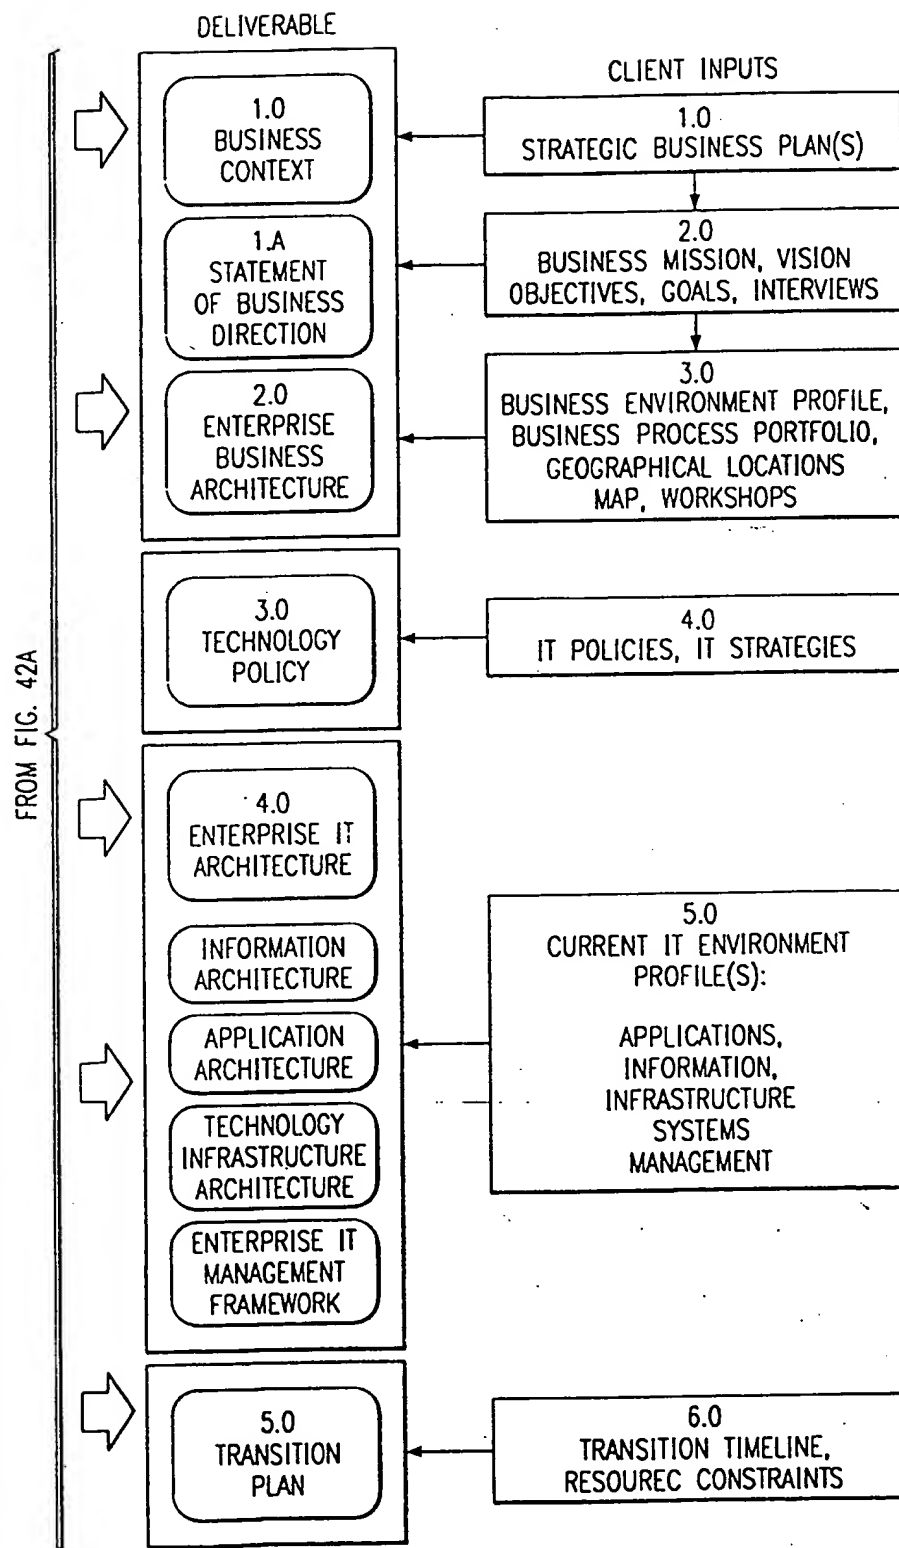 DELIVERABLE
1.0
BUSINESS
CONTEXT
1.A
STATEMENT
OF BUSINESS
DIRECTION
2.0
ENTERPRISE
BUSINESS
ARCHITECTURE
3.0
TECHNOLOGY
POLICY
4.0
ENTERPRISE IT
ARCHITECTURE
INFORMATION
ARCHITECTURE
APPLICATION
ARCHITECTURE
TECHNOLOGY
INFRASTRUCTURE
ARCHITECTURE
ENTERPRISE IT
MANAGEMENT
FRAMEWORK
5.0
TRANSITION
PLAN
CLIENT INPUTS
1.0
STRATEGIC BUSINESS PLAN(S)
2.0
BUSINESS MISSION, VISION
OBJECTIVES, GOALS, INTERVIEWS
3.0
BUSINESS ENVIRONMENT PROFILE,
BUSINESS PROCESS PORTFOLIO,
GEOGRAPHICAL LOCATIONS
MAP, WORKSHOPS
4.0
IT POLICIES, IT STRATEGIES
5.0
CURRENT IT ENVIRONMENT
PROFILE(S):
APPLICATIONS,
INFORMATION,
INFRASTRUCTURE
SYSTEMS
MANAGEMENT
6.0
TRANSITION TIMELINE,
RESOUREC CONSTRAINTS
FROM FIG. 42A